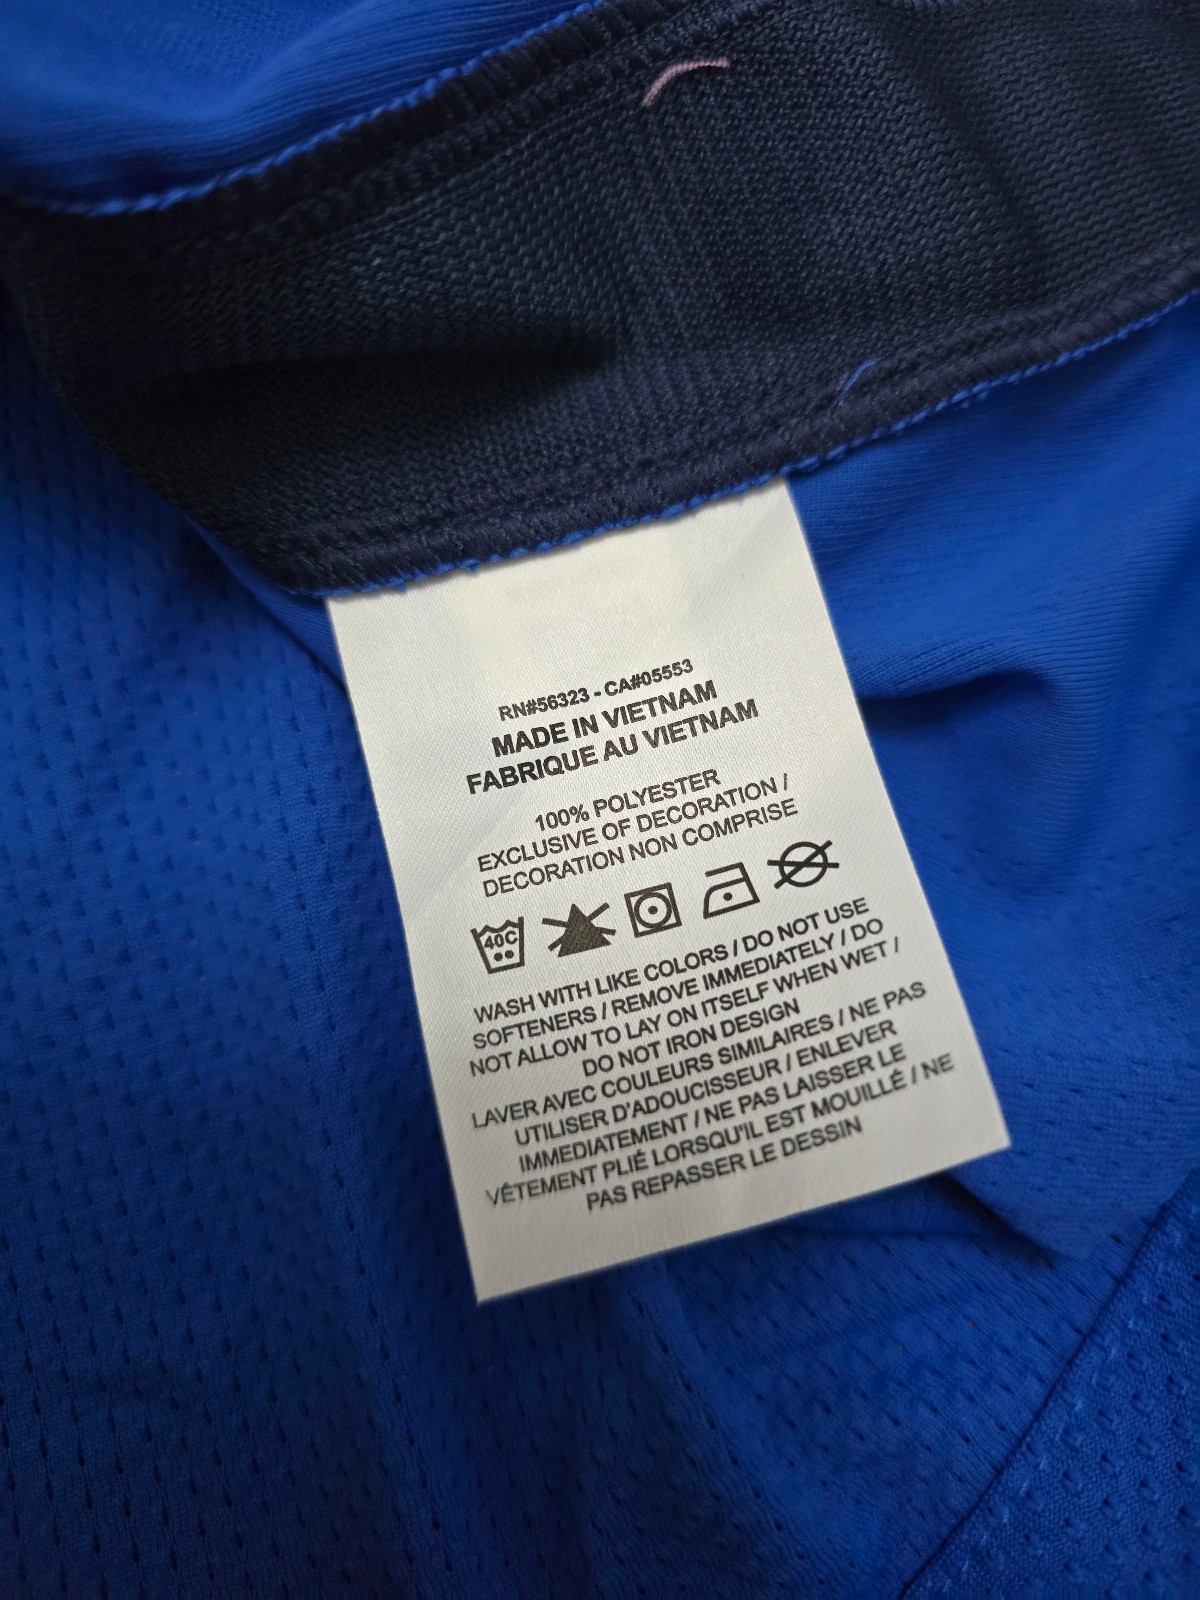 RN#56323 - CA#05553
MADE IN VIETNAM
FABRIQUE AU VIETNAM
100% POLYESTER
EXCLUSIVE OF DECORATION /
DECORATION NON COMPRISE
40C
WASH WITH LIKE COLORS / DO NOT USE
SOFTENERS / REMOVE IMMEDIATELY / DO
NOT ALLOW TO LAY ON ITSELF WHEN WET /
DO NOT IRON DESIGN
LAVER AVEC COULEURS SIMILAIRES / NE PAS
UTILISER D'ADOUCISSEUR / ENLEVER
IMMEDIATEMENT / NE PAS LAISSER LE
VÊTEMENT PLIÉ LORSQU'IL EST MOUILLÉ / NE
PAS REPASSER LE DESSIN